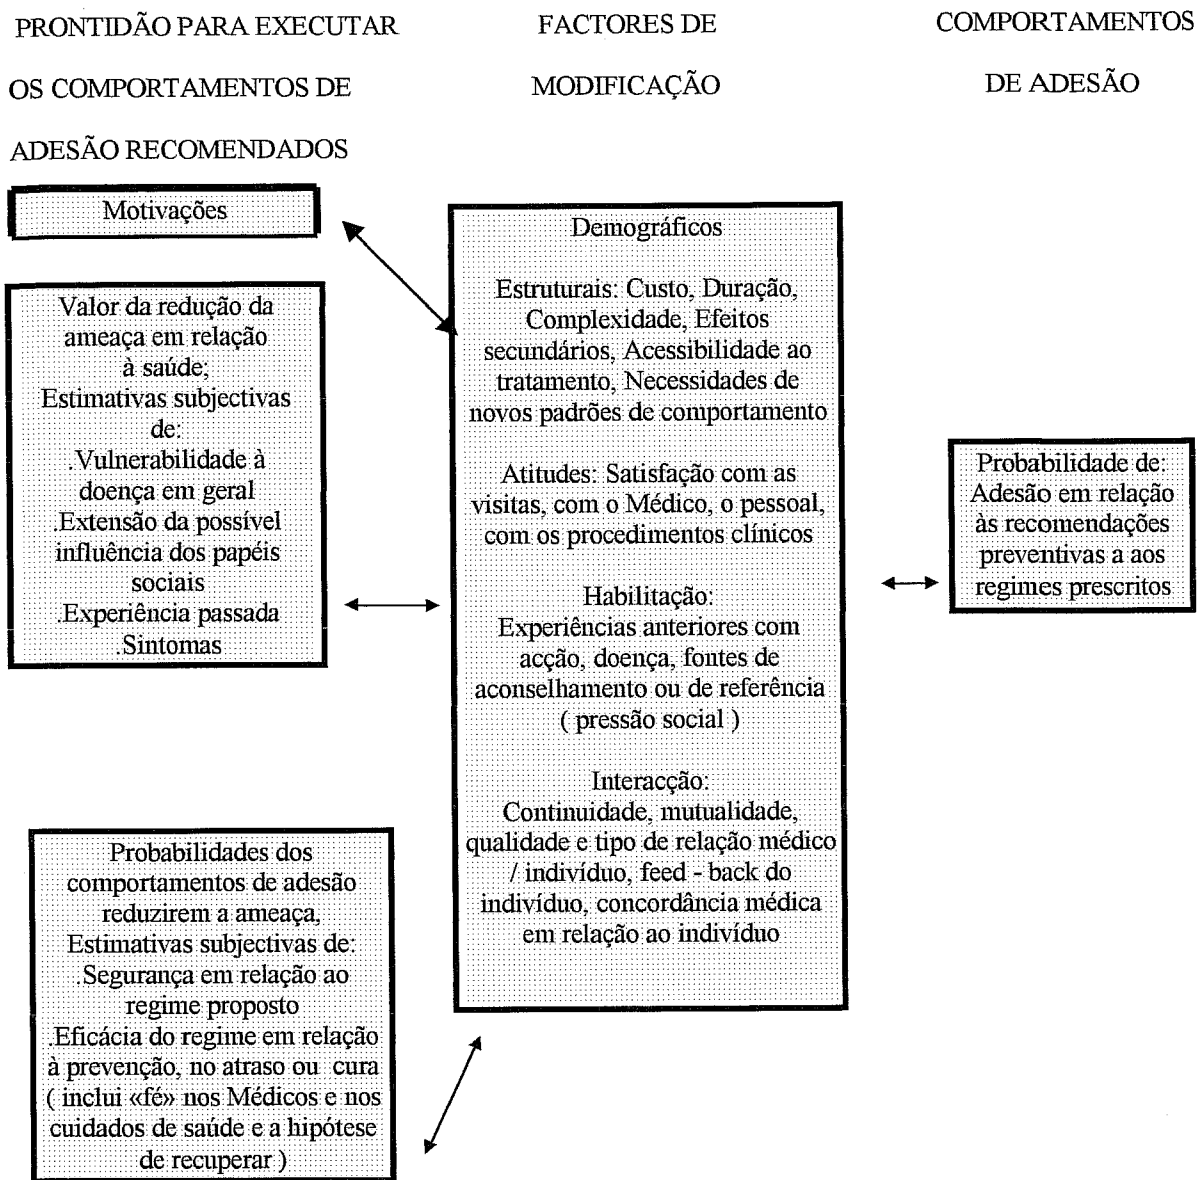 PRONTIDÃO PARA EXECUTAR
OS COMPORTAMENTOS DE
ADESÃO RECOMENDADOS
FACTORES DE
MODIFICAÇÃO
COMPORTAMENTOS
DE ADESÃO
Motivações
Valor da redução da
ameaça em relação
à saúde;
Estimativas subjectivas
de:
.Vulnerabilidade à
doença em geral
.Extensão da possível
influência dos papéis
sociais
.Experiência passada
.Sintomas
Probabilidades dos
comportamentos de adesão
reduzirem a ameaça,
Estimativas subjectivas de:
.Segurança em relação ao
regime proposto
.Eficácia do regime em relação
à prevenção, no atraso ou cura
( inclui «fé» nos Médicos e nos
cuidados de saúde e a hipótese
de recuperar )
Demográficos
Estruturais: Custo, Duração,
Complexidade, Efeitos
secundários, Acessibilidade ao
tratamento, Necessidades de
novos padrões de comportamento
Atitudes: Satisfação com as
visitas, com o Médico, o pessoal,
com os procedimentos clínicos
Habilitação:
Experiências anteriores com
acção, doença, fontes de
aconselhamento ou de referência
( pressão social )
Interacção:
Continuidade, mutualidade,
qualidade e tipo de relação médico
/ indivíduo, feed - back do
indivíduo, concordância médica
em relação ao indivíduo
Probabilidade de:
Adesão em relação
às recomendações
preventivas a aos
regimes prescritos